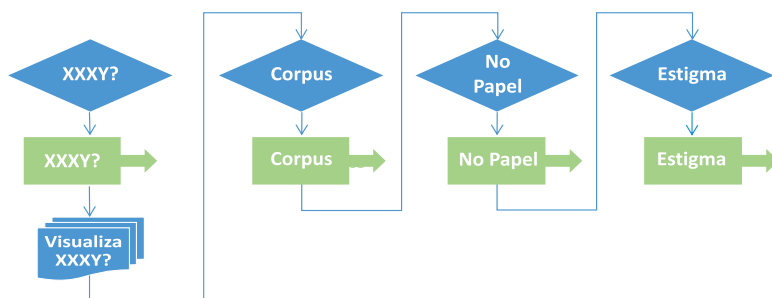 XXXY?
Corpus
No
Papel
Estigma
XXXY?
Corpus
No Papel
Estigma
Visualiza
XXXY?